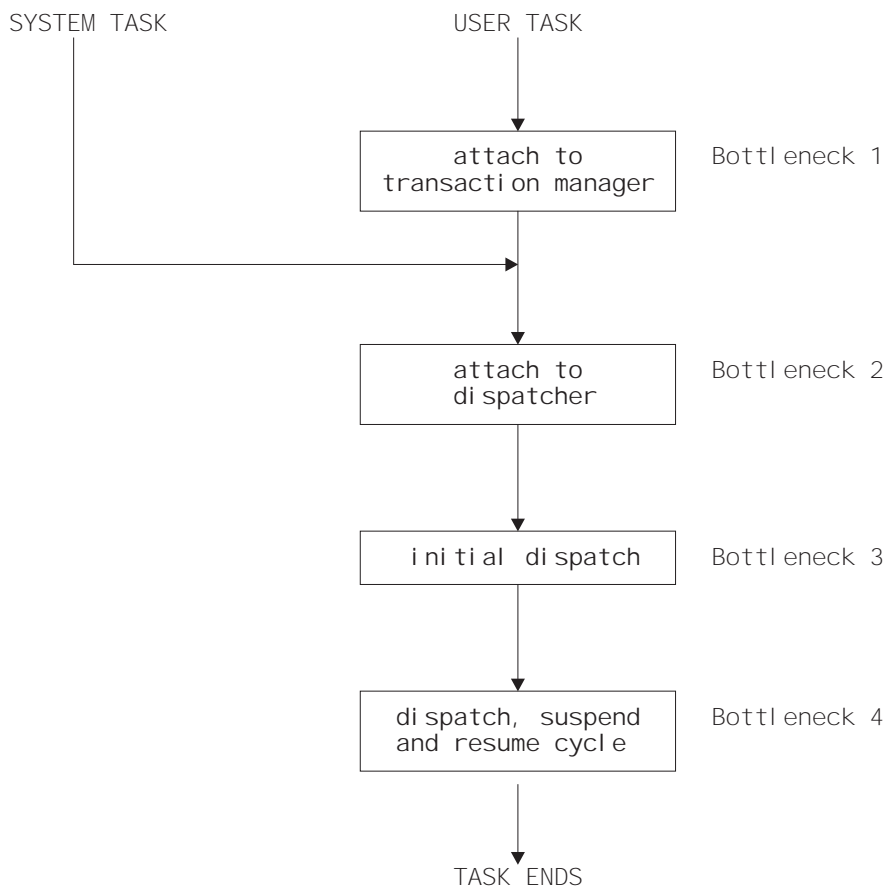 SYSTEM TASK
USER TASK
attach to
transaction manager
Bottleneck 1
attach to
dispatcher
Bottleneck 2
initial dispatch
Bottleneck 3
dispatch, suspend
and resume cycle
Bottleneck 4
TASK ENDS